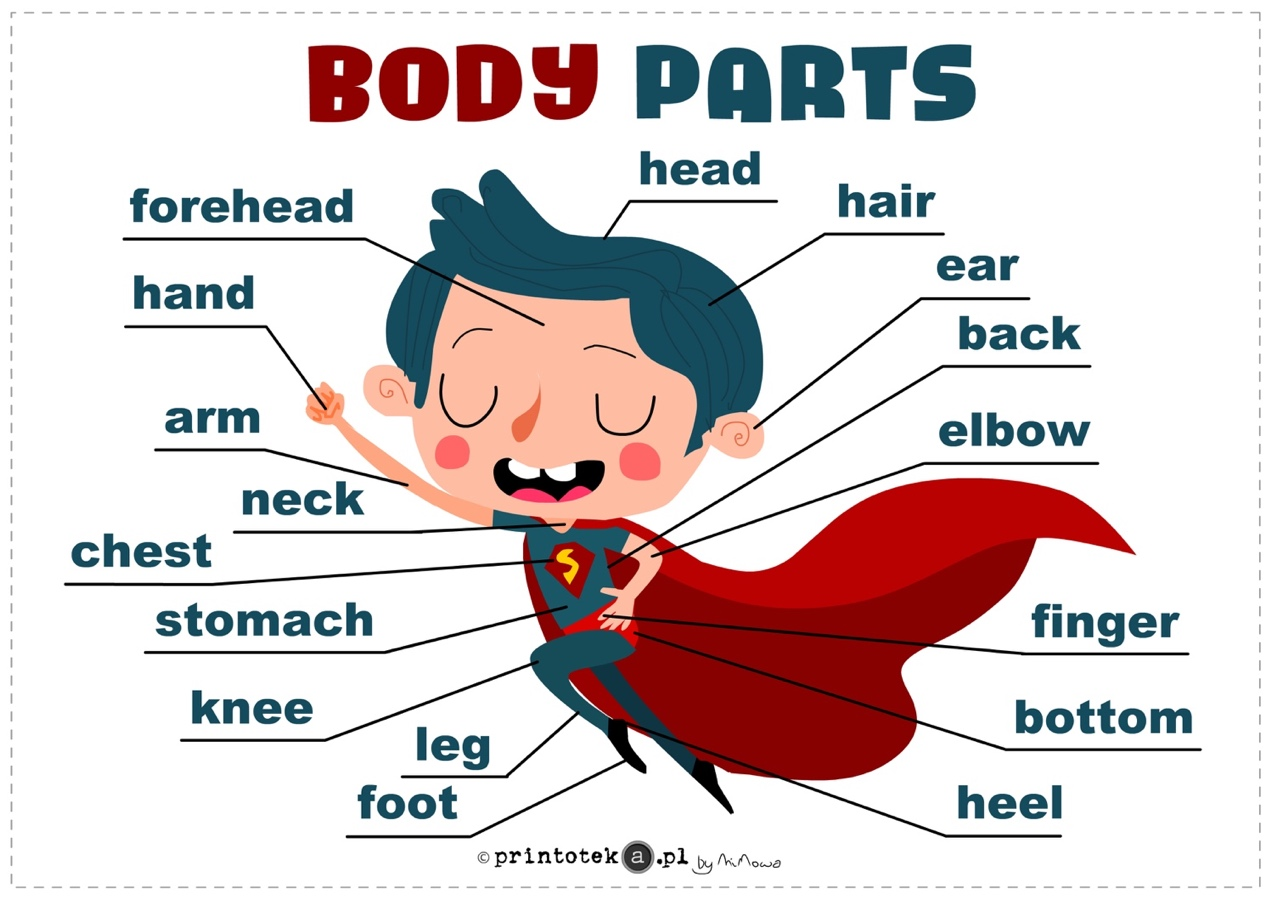 BODY PARTS
head
forehead
hair
ear
hand
back
arm
elbow
neck
chest
stomach
finger
knee
bottom
leg
foot
heel
S
© printoteka.pl by MiMowa